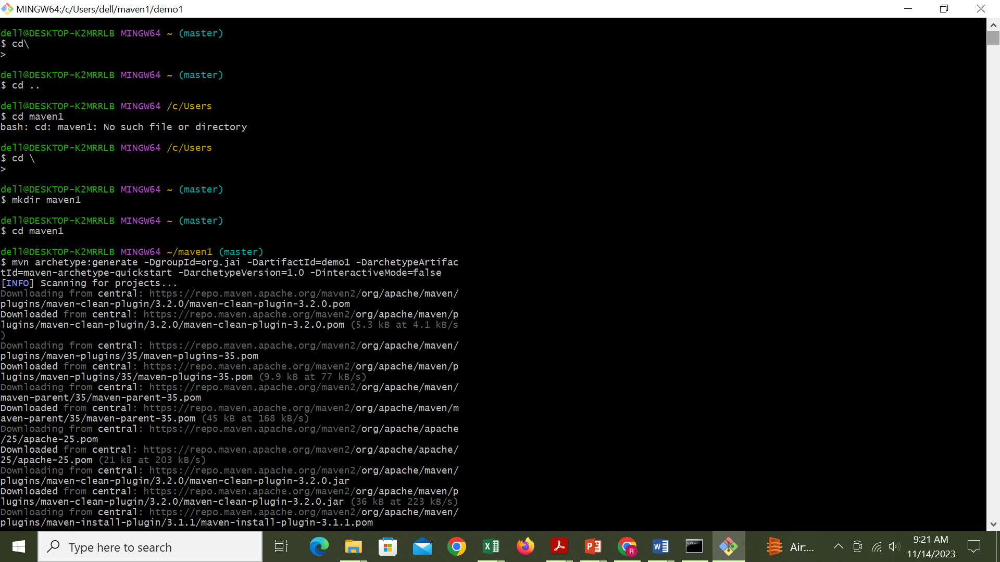 MINGW64:/c/Users/dell/maven1/demo1
dell@DESKTOP-K2MRRLB MINGW64 ~ (master)
$ cd\
>
dell@DESKTOP-K2MRRLB MINGW64 ~ (master)
$ cd ..
dell@DESKTOP-K2MRRLB MINGW64 /c/Users
$ cd maven1
bash: cd: maven1: No such file or directory
dell@DESKTOP-K2MRRLB MINGW64 /c/Users
$ cd \
>
dell@DESKTOP-K2MRRLB MINGW64 ~ (master)
$ mkdir maven1
dell@DESKTOP-K2MRRLB MINGW64 ~ (master)
$ cd maven1
dell@DESKTOP-K2MRRLB MINGW64 ~/maven1 (master)
$ mvn archetype:generate -DgroupId=org.jai -DartifactId=demo1 -DarchetypeArtifac
tId=maven-archetype-quickstart -DarchetypeVersion=1.0 -DinteractiveMode=false
[INFO] Scanning for projects...
Downloading from central: https://repo.maven.apache.org/maven2/org/apache/maven/
plugins/maven-clean-plugin/3.2.0/maven-clean-plugin-3.2.0.pom
Downloaded from central: https://repo.maven.apache.org/maven2/org/apache/maven/p
lugins/maven-clean-plugin/3.2.0/maven-clean-plugin-3.2.0.pom (5.3 kB at 4.1 kB/s
)
Downloading from central: https://repo.maven.apache.org/maven2/org/apache/maven/
plugins/maven-plugins/35/maven-plugins-35.pom
Downloaded from central: https://repo.maven.apache.org/maven2/org/apache/maven/p
lugins/maven-plugins/35/maven-plugins-35.pom (9.9 kB at 77 kB/s)
Downloading from central: https://repo.maven.apache.org/maven2/org/apache/maven/
maven-parent/35/maven-parent-35.pom
Downloaded from central: https://repo.maven.apache.org/maven2/org/apache/maven/m
aven-parent/35/maven-parent-35.pom (45 kB at 168 kB/s)
Downloading from central: https://repo.maven.apache.org/maven2/org/apache/apache
/25/apache-25.pom
Downloaded from central: https://repo.maven.apache.org/maven2/org/apache/apache/
25/apache-25.pom (21 kB at 203 kB/s)
Downloading from central: https://repo.maven.apache.org/maven2/org/apache/maven/
plugins/maven-clean-plugin/3.2.0/maven-clean-plugin-3.2.0.jar
Downloaded from central: https://repo.maven.apache.org/maven2/org/apache/maven/p
lugins/maven-clean-plugin/3.2.0/maven-clean-plugin-3.2.0.jar (36 kB at 223 kB/s)
Downloading from central: https://repo.maven.apache.org/maven2/org/apache/maven/
plugins/maven-install-plugin/3.1.1/maven-install-plugin-3.1.1.pom
Type here to search
Air:...
9:21 AM
11/14/2023